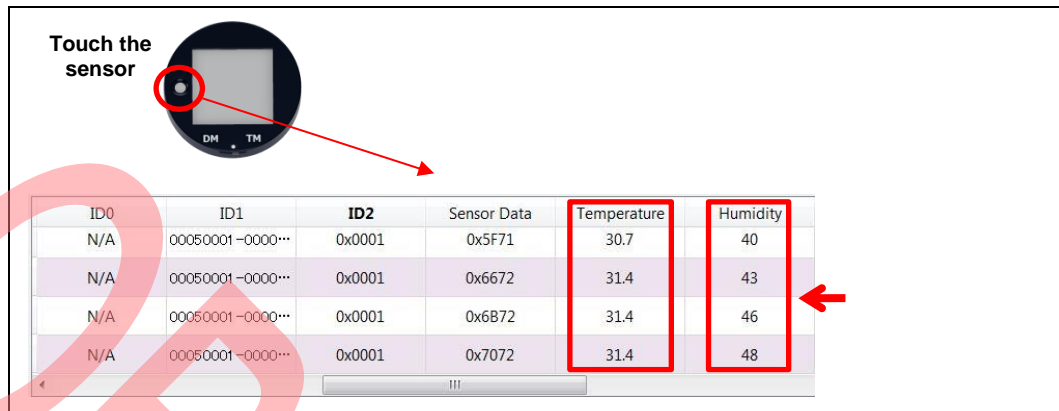 Touch the
sensor
DM TM
ID0 ID1 ID2 Sensor Data Temperature Humidity
N/A 00050001-0000… 0x0001 0x5F71 30.7 40
N/A 00050001-0000… 0x0001 0x6672 31.4 43
N/A 00050001-0000… 0x0001 0x6B72 31.4 46
N/A 00050001-0000… 0x0001 0x7072 31.4 48